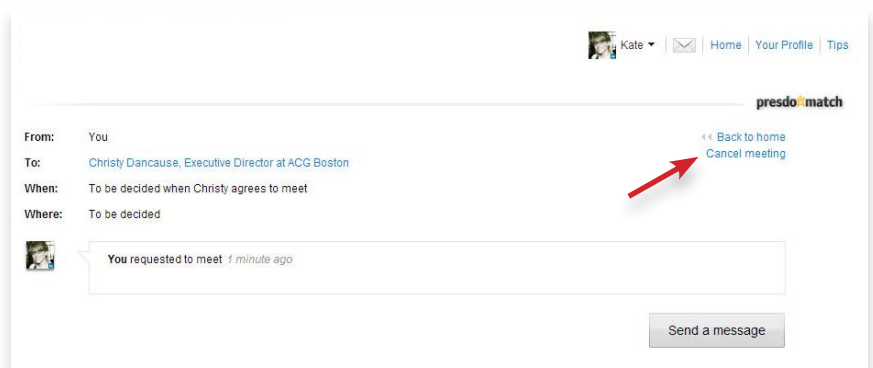 Kate Home Your Profile Tips
presdo match
From: You
Back to home
To: Christy Dancause, Executive Director at ACG Boston
Cancel meeting
When: To be decided when Christy agrees to meet
Where: To be decided
You requested to meet 1 minute ago
Send a message